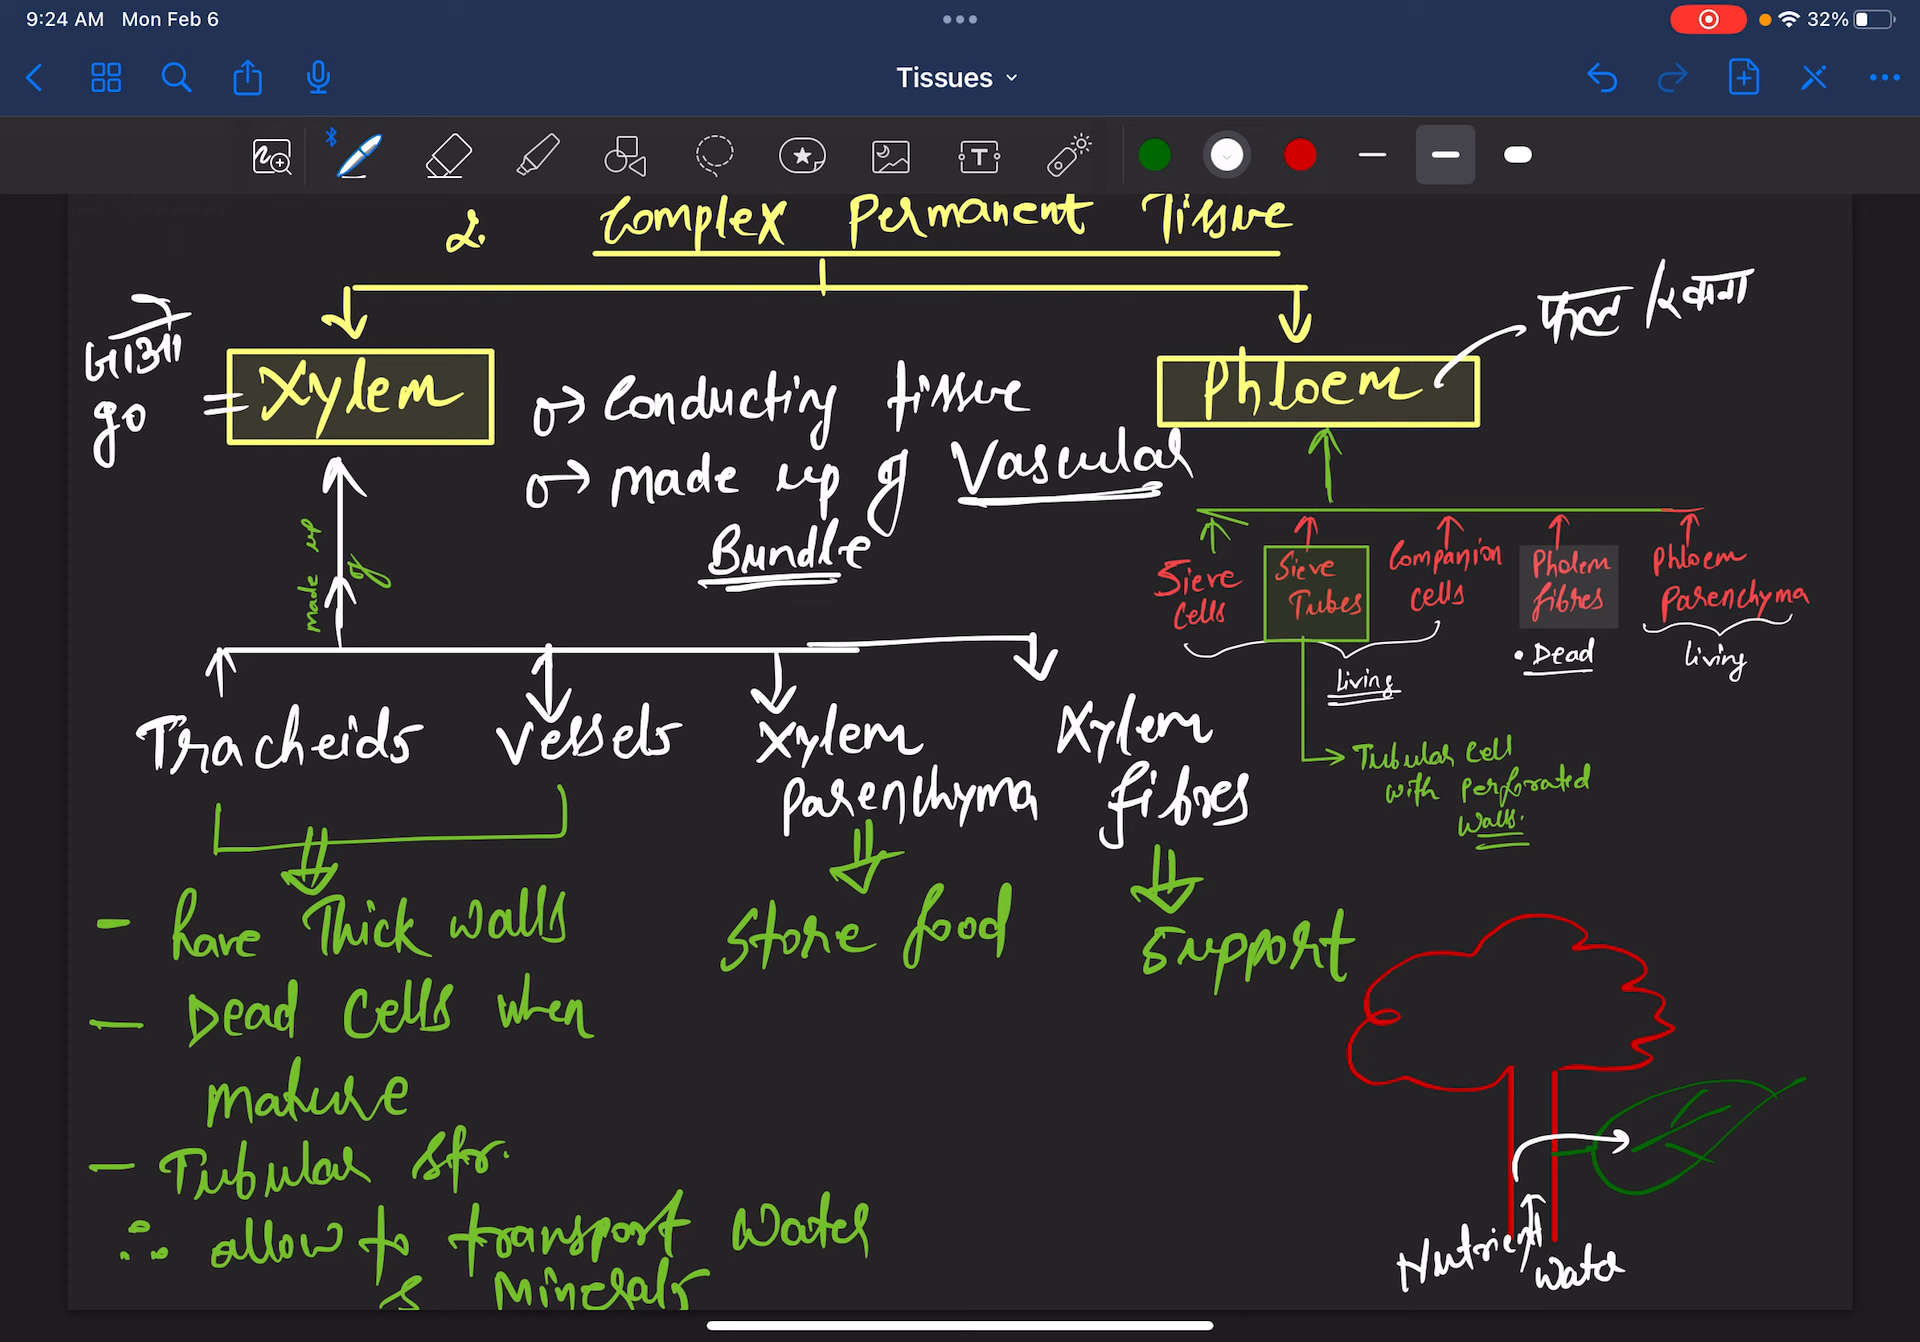 9:24 AM Mon Feb 6
32%
Tissues
2. Complex Permanent Tissue
जाओ
go = Xylem
→ Conducting tissue
→ made up of Vascular
Bundle
Phloem
फल /
made up of
Sieve Cells
Sieve Tubes
Companion Cells
Pholem fibres
Phloem Parenchyma
Living
• Dead
Living
Tubular Cell
with Perforated
Walls.
Tracheids
Vessels
Xylem
Parenchyma
Xylem
fibres
- have Thick walls
- Dead Cells when
mature
- Tubular str.
∴ allow to transport Water
& Minerals
Store food
Support
Nutrient
Water